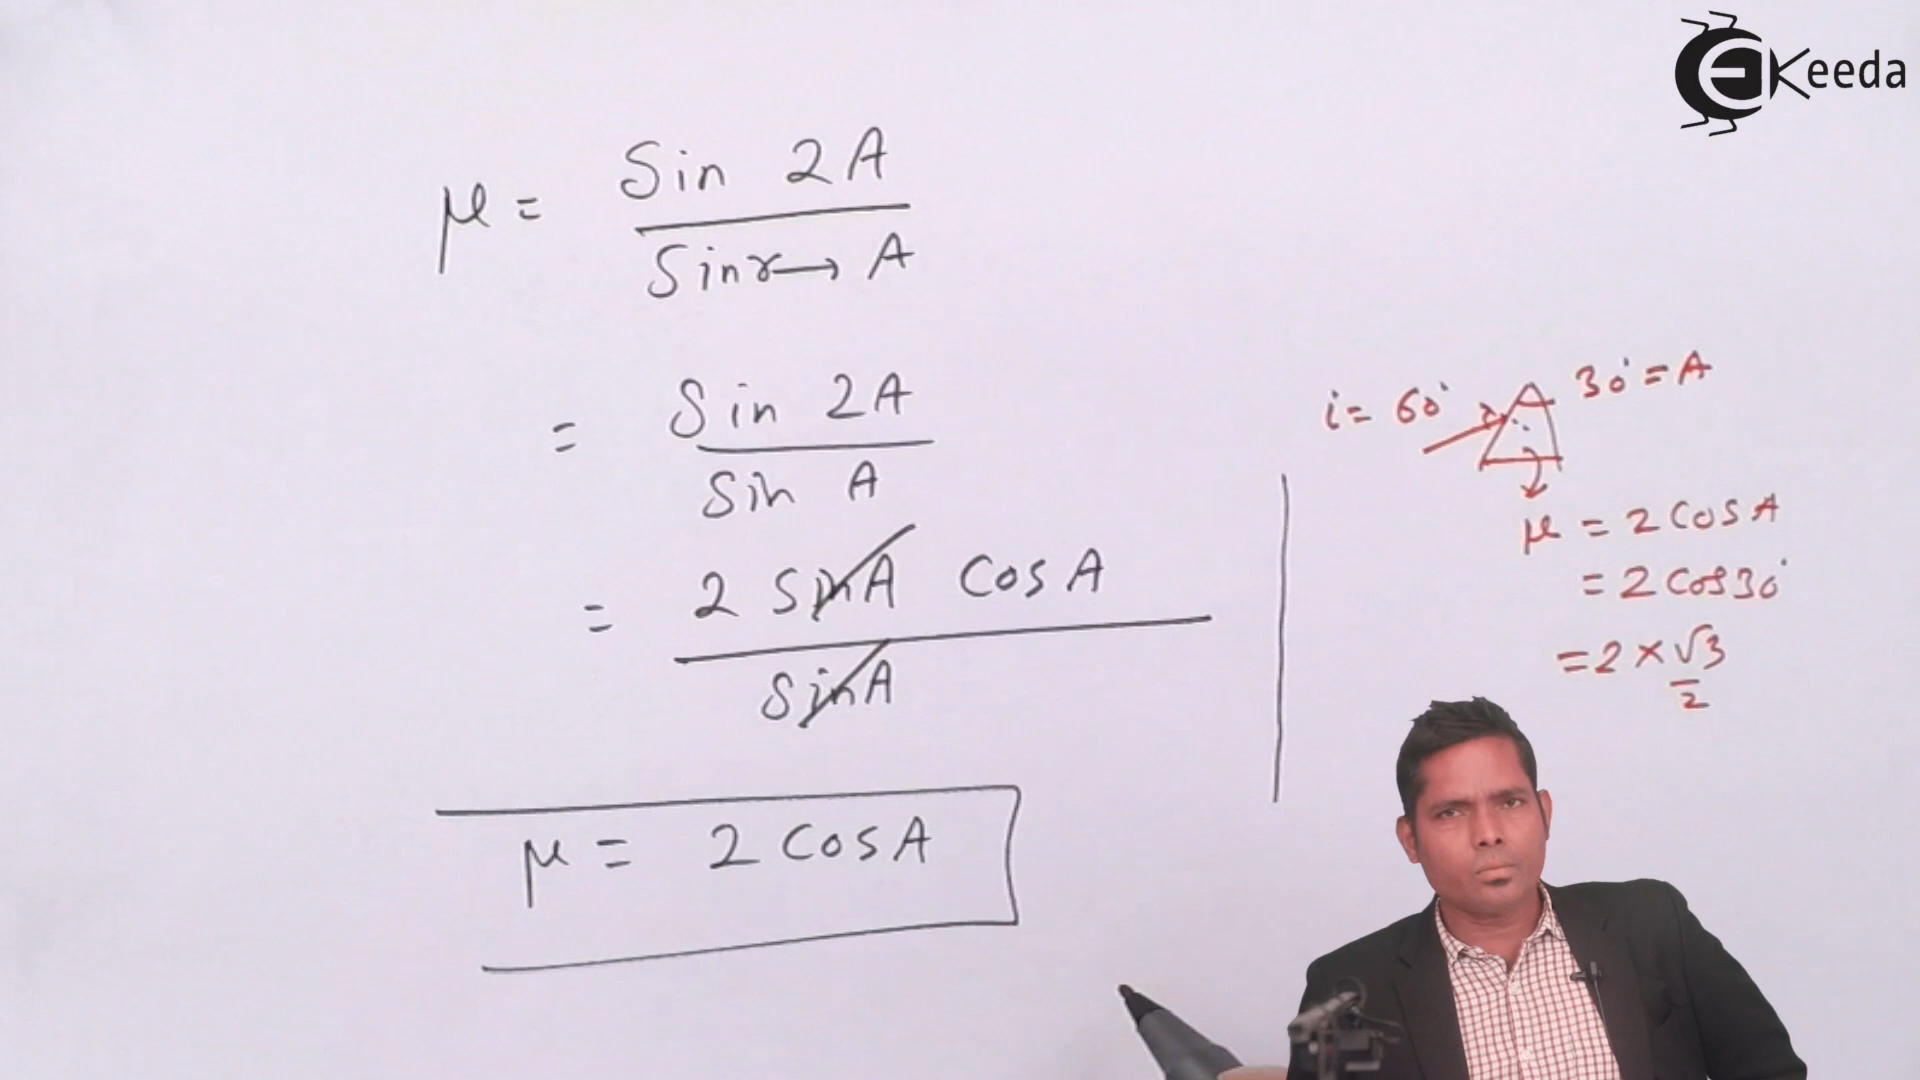 EKeeda
μ = Sin 2A
Sin r → A
= Sin 2A
Sin A
= 2 SinA CosA
SinA
μ = 2 CosA
i = 60° 30° = A
μ = 2 CosA
= 2 Cos30°
= 2 × √3
2